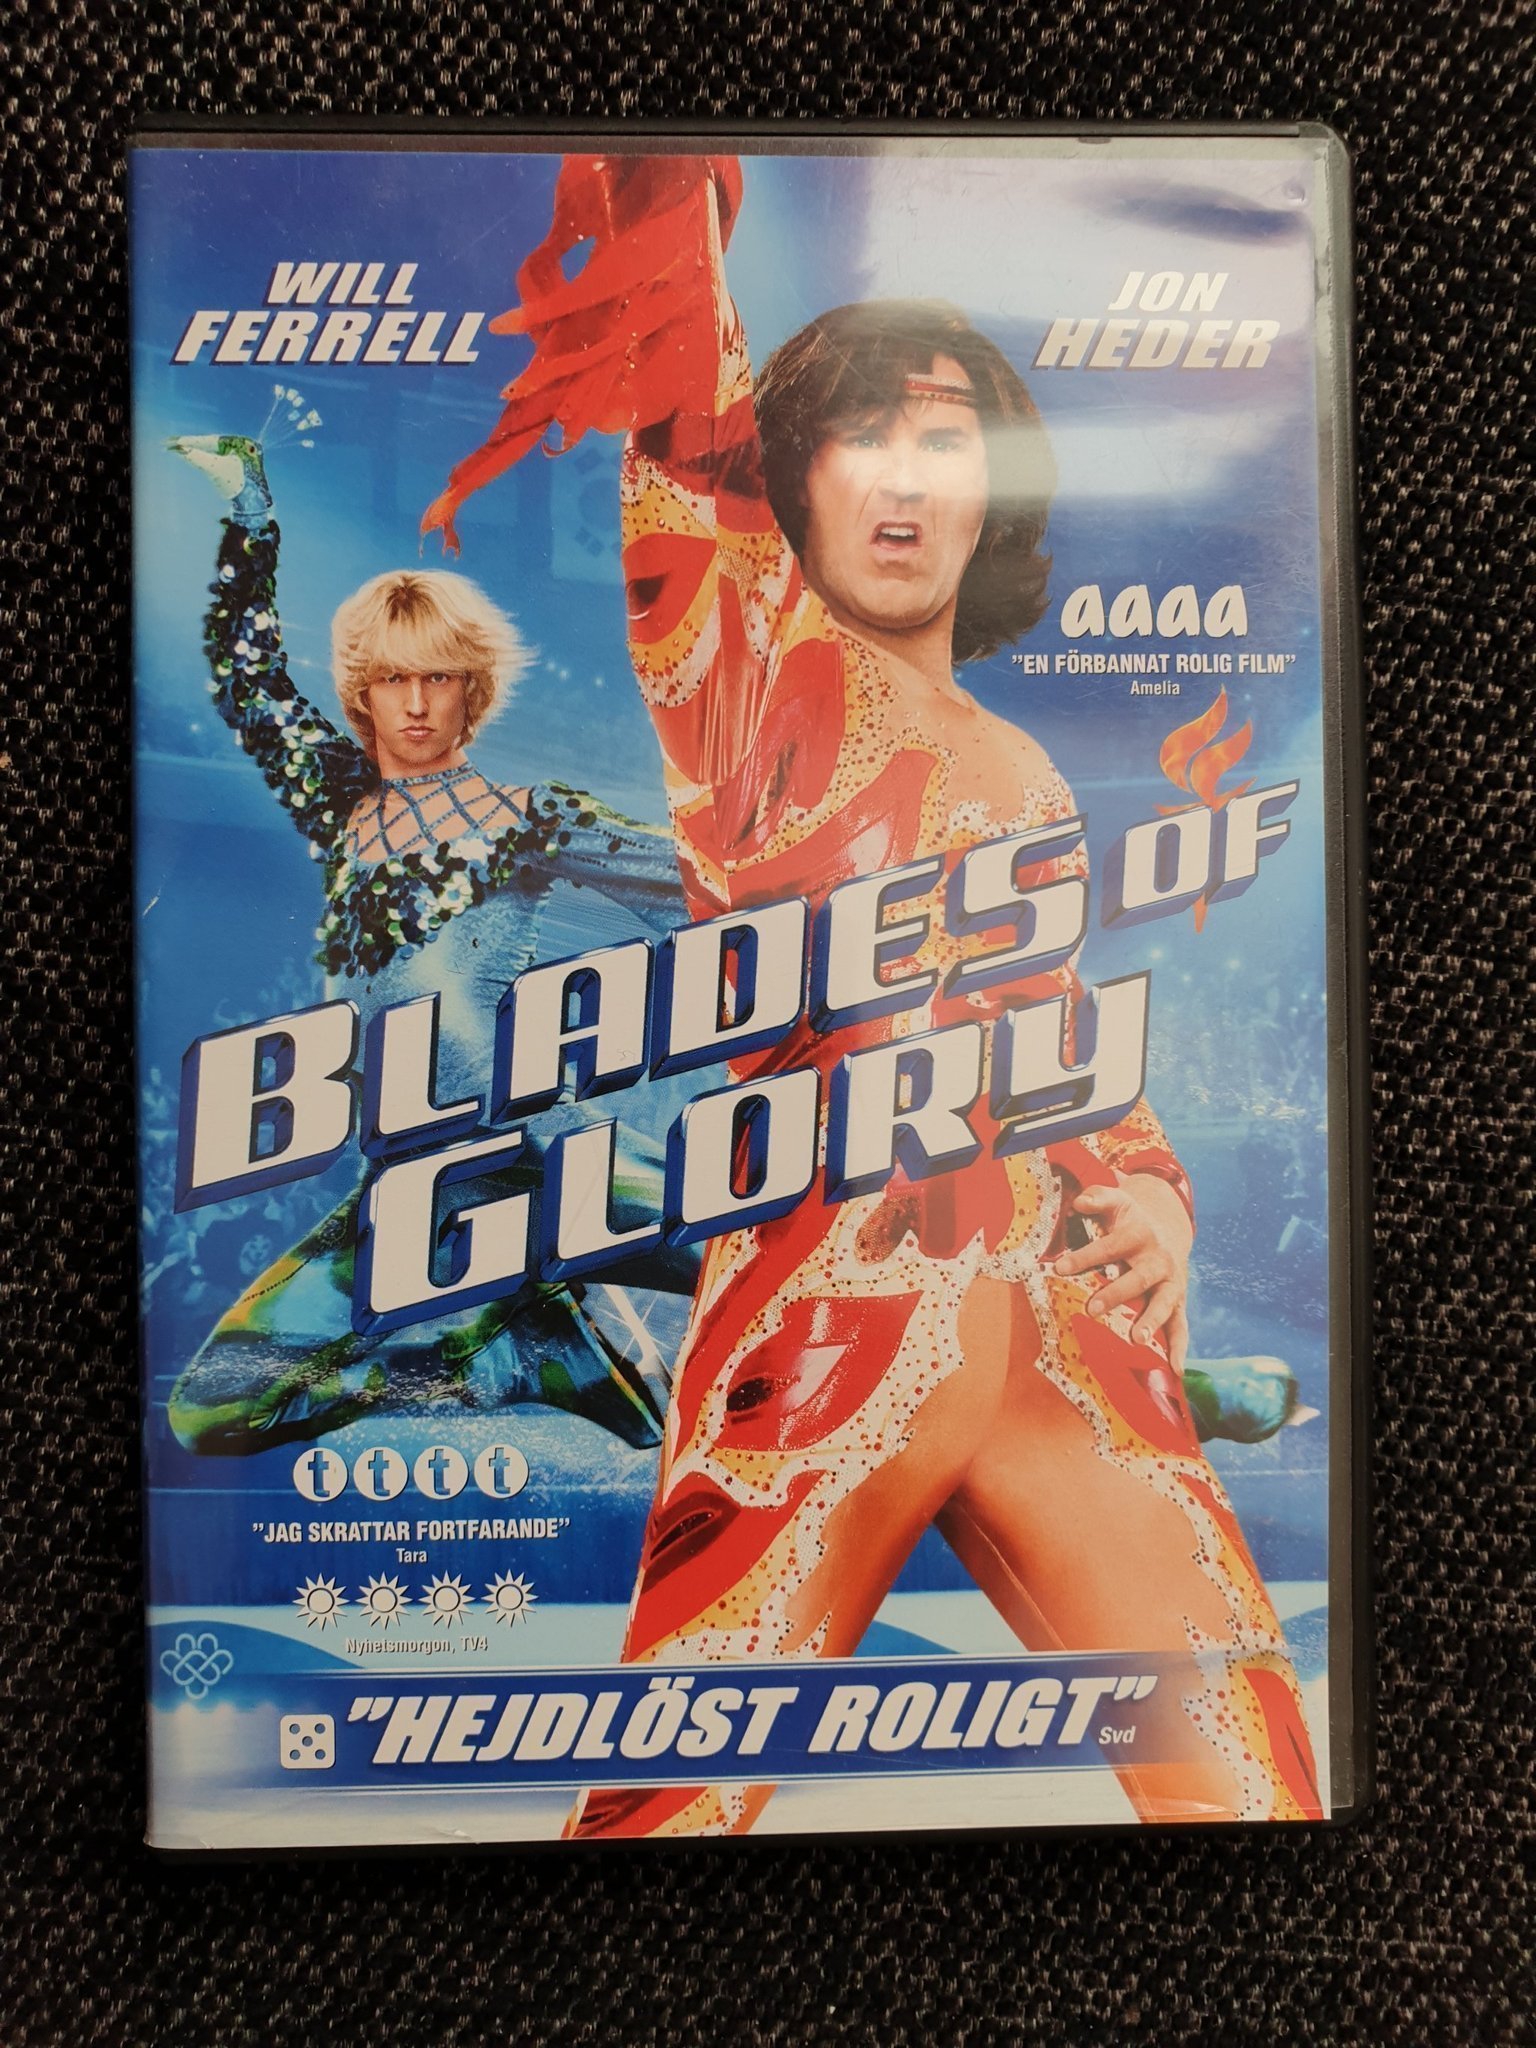 WILL
FERRELL
JON
HEDER
aaaa
"EN FÖRBANNAT ROLIG FILM"
Amelia
BLADES OF
GLORY
t t t t
"JAG SKRATTAR FORTFARANDE"
Tara
Nyhetsmorgon, TV4
"HEJDLÖST ROLIGT" Svd